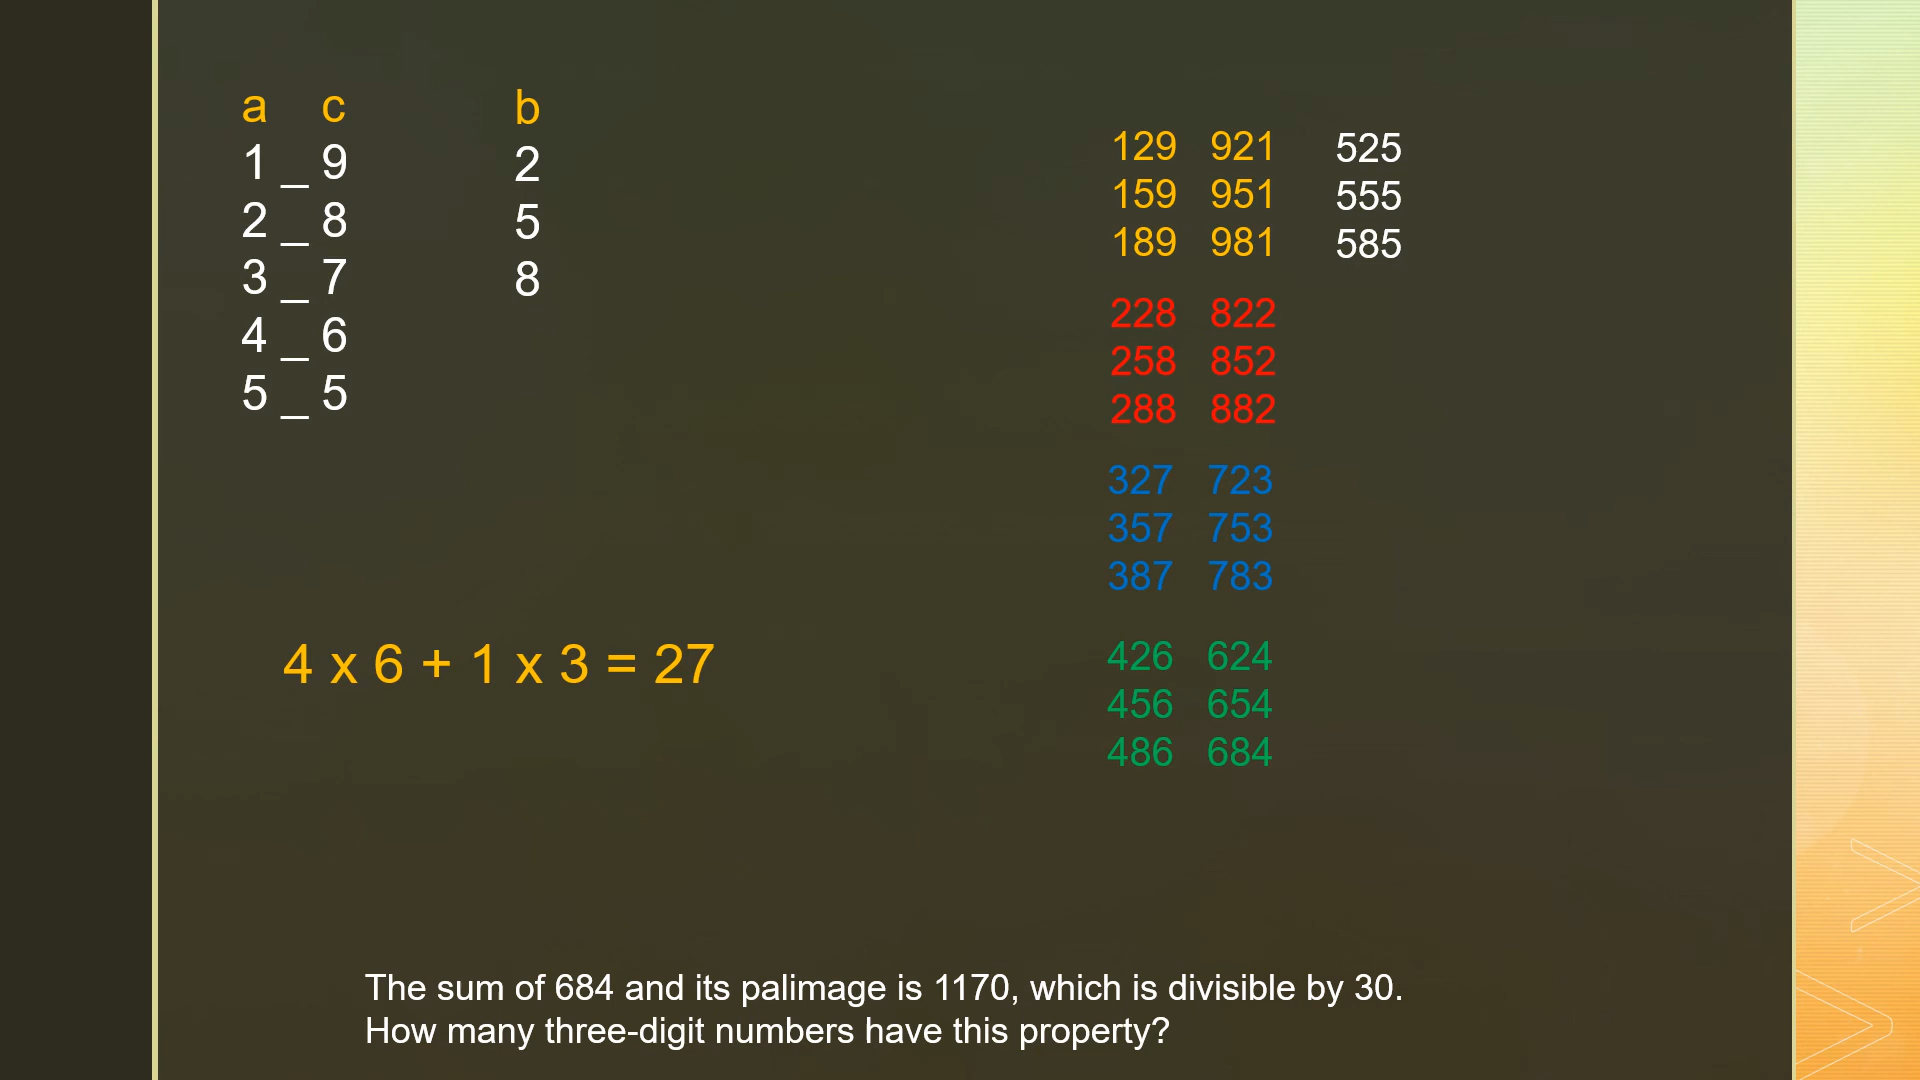 a c
1 _ 9
2 _ 8
3 _ 7
4 _ 6
5 _ 5
b
2
5
8
4 x 6 + 1 x 3 = 27
129 921
159 951
189 981
228 822
258 852
288 882
327 723
357 753
387 783
426 624
456 654
486 684
525
555
585
The sum of 684 and its palimage is 1170, which is divisible by 30.
How many three-digit numbers have this property?